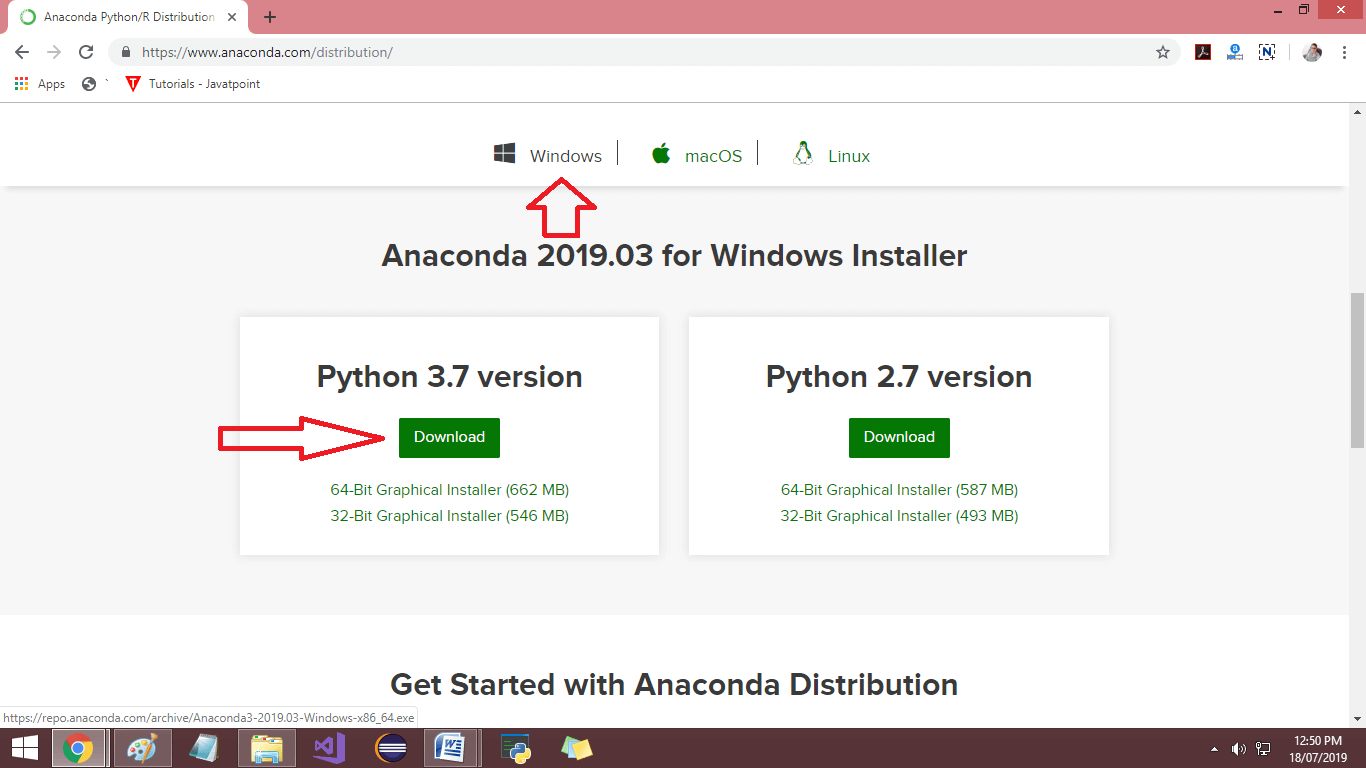 Anaconda Python/R Distribution
https://www.anaconda.com/distribution/
Apps
Tutorials - Javatpoint
Windows
macOS
Linux
Anaconda 2019.03 for Windows Installer
Python 3.7 version
Download
64-Bit Graphical Installer (662 MB)
32-Bit Graphical Installer (546 MB)
Python 2.7 version
Download
64-Bit Graphical Installer (587 MB)
32-Bit Graphical Installer (493 MB)
Get Started with Anaconda Distribution
https://repo.anaconda.com/archive/Anaconda3-2019.03-Windows-x86_64.exe
12:50 PM
18/07/2019